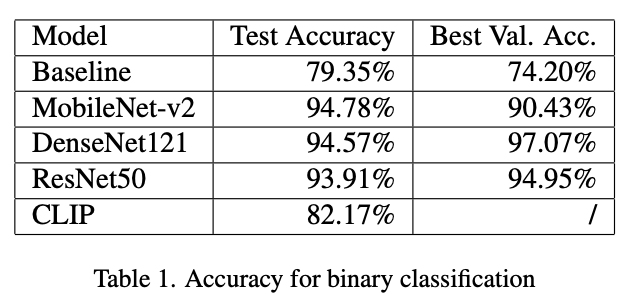 Model Test Accuracy Best Val. Acc.
Baseline 79.35% 74.20%
MobileNet-v2 94.78% 90.43%
DenseNet121 94.57% 97.07%
ResNet50 93.91% 94.95%
CLIP 82.17% /
Table 1. Accuracy for binary classification